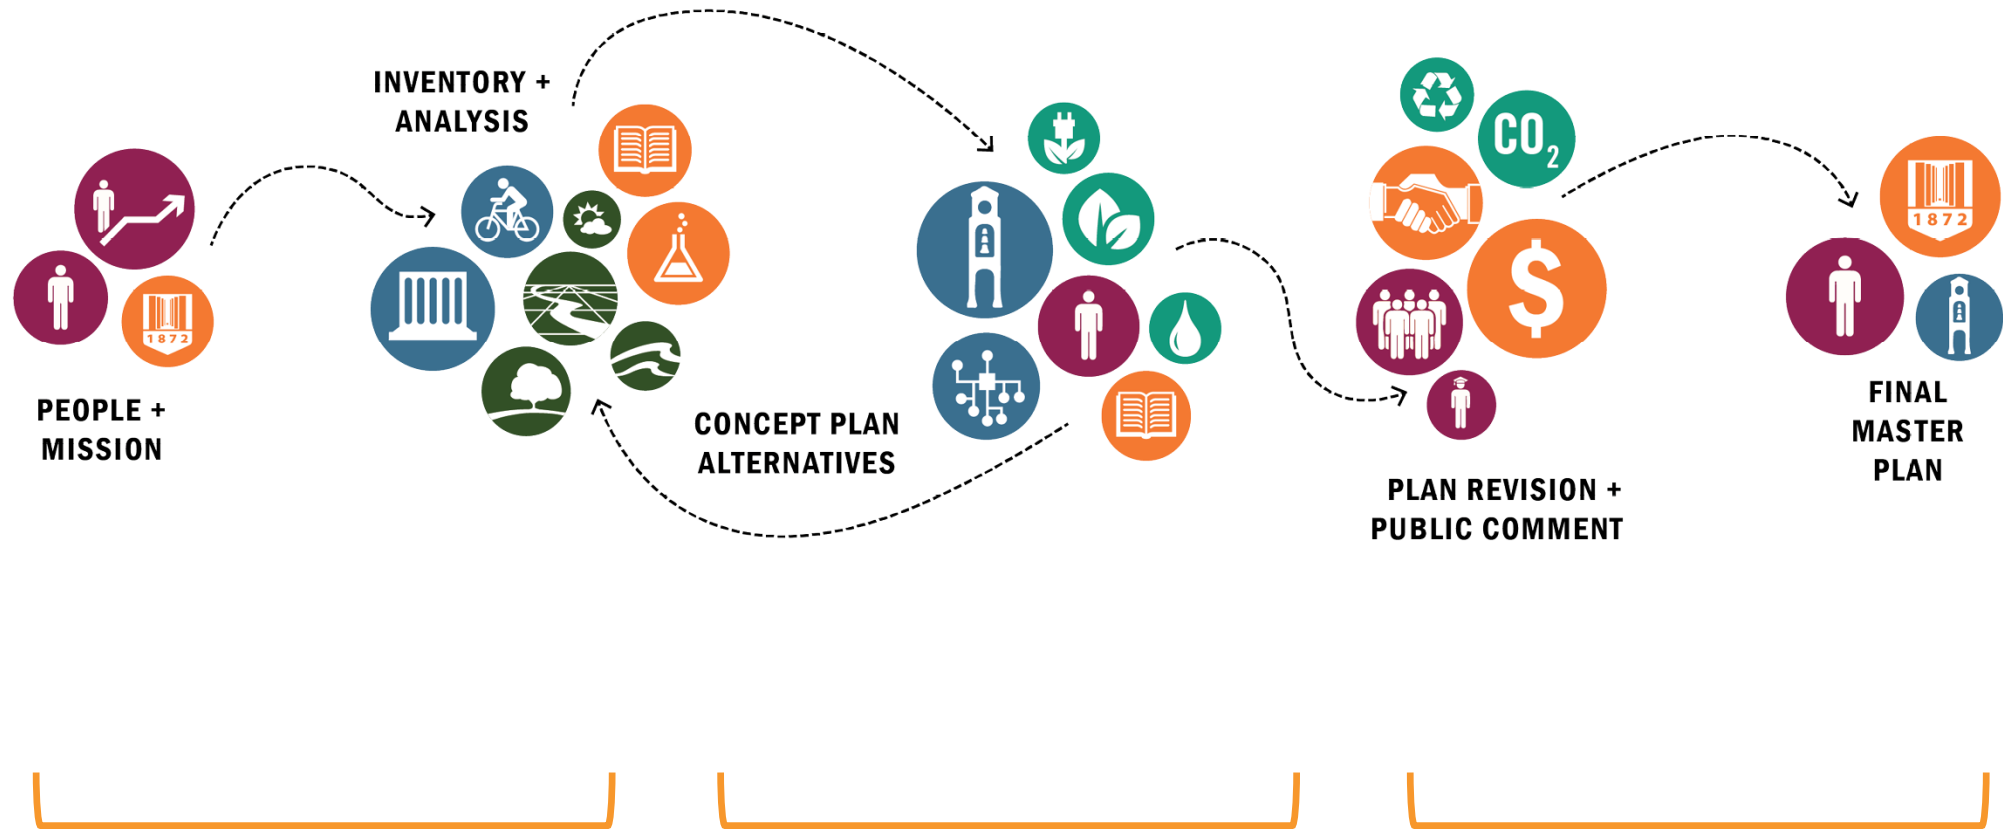 INVENTORY +
ANALYSIS
PEOPLE +
MISSION
1872
CONCEPT PLAN
ALTERNATIVES
CO2
$
PLAN REVISION +
PUBLIC COMMENT
1872
FINAL
MASTER
PLAN